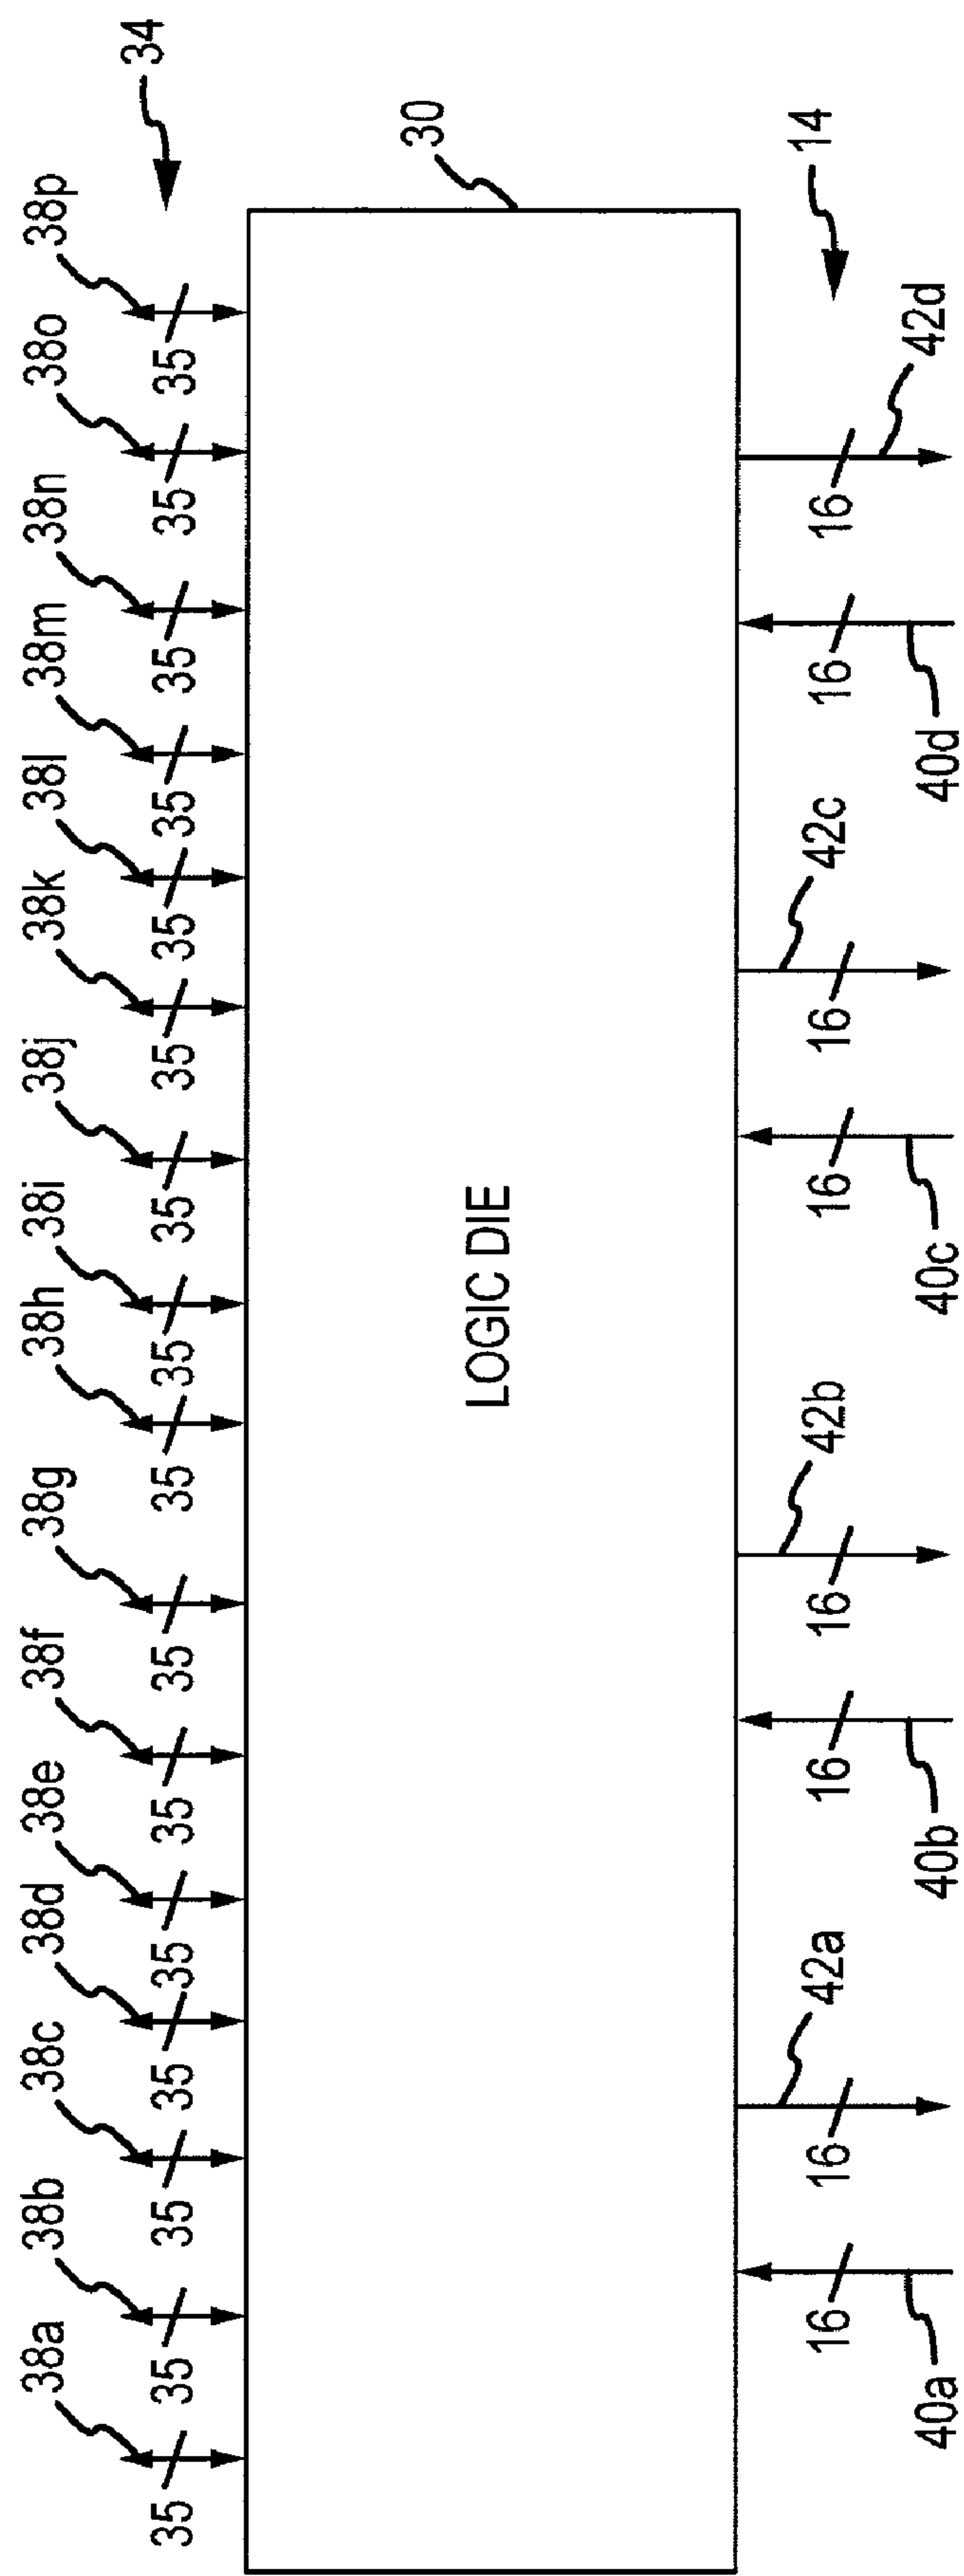 34
38a 38b 38c 38d 38e 38f 38g 38h 38i 38j 38k 38l 38m 38n 38o 38p
35 35 35 35 35 35 35 35 35 35 35 35 35 35 35 35
30
LOGIC DIE
14
42a 42b 42c 42d
16 16 16 16 16 16 16 16
40a 40b 40c 40d